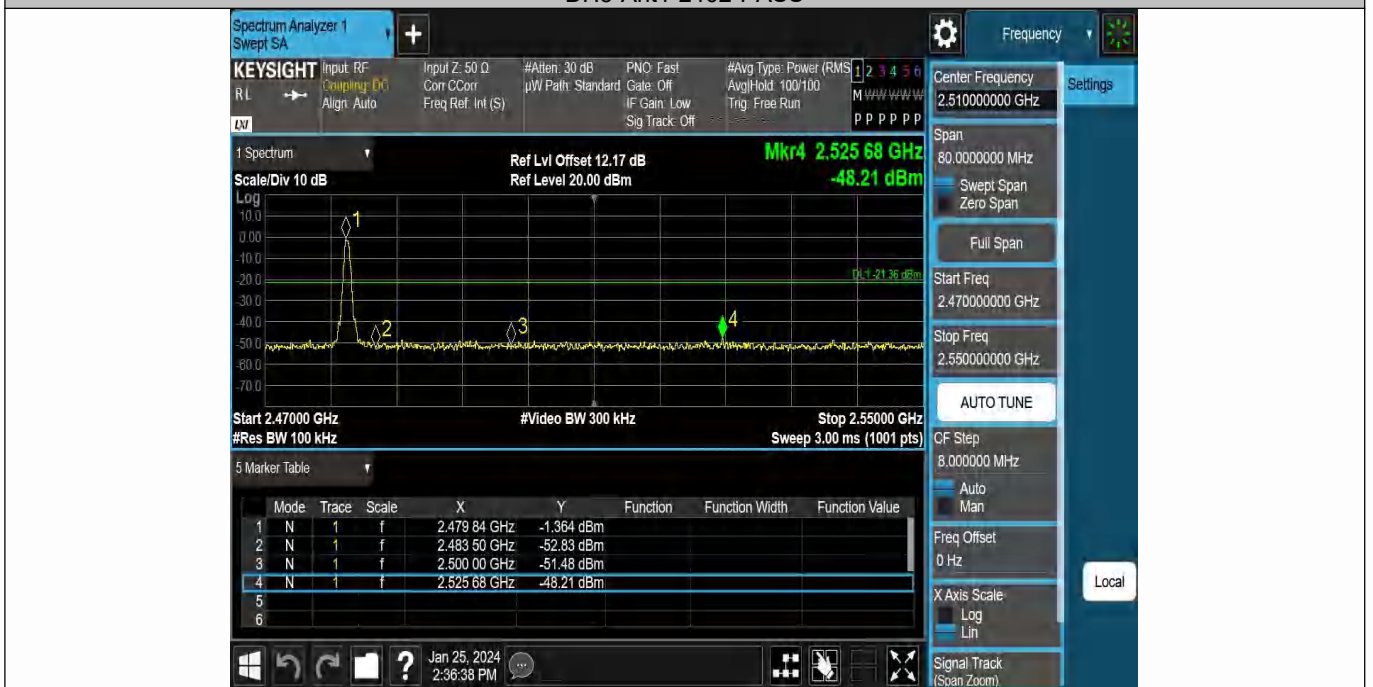 Spectrum Analyzer 1
Swept SA
+
Frequency
KEYSIGHT
RL
LXI
Input: RF
Coupling: DC
Align: Auto
Input Z: 50 Ω
Corr CCorr
Freq Ref: Int (S)
#Atten: 30 dB
µW Path: Standard
PNO: Fast
Gate: Off
IF Gain: Low
Sig Track: Off
#Avg Type: Power (RMS
Avg|Hold: 100/100
Trig: Free Run
1 2 3 4 5 6
M W W W W W
P P P P P P
Center Frequency
2.510000000 GHz
Settings
Span
80.0000000 MHz
Swept Span
Zero Span
Full Span
Start Freq
2.470000000 GHz
Stop Freq
2.550000000 GHz
AUTO TUNE
CF Step
8.000000 MHz
Auto
Man
Freq Offset
0 Hz
X Axis Scale
Log
Lin
Signal Track
(Span Zoom)
Local
1 Spectrum
Scale/Div 10 dB
Ref Lvl Offset 12.17 dB
Ref Level 20.00 dBm
Mkr4 2.525 68 GHz
-48.21 dBm
Log
10.0
0.00
-10.0
-20.0
-30.0
-40.0
-50.0
-60.0
-70.0
1
2
3
4
DL1 -21.36 dBm
Start 2.47000 GHz
#Video BW 300 kHz
Stop 2.55000 GHz
#Res BW 100 kHz
Sweep 3.00 ms (1001 pts)
5 Marker Table
Mode Trace Scale X Y Function Function Width Function Value
1 N 1 f 2.479 84 GHz -1.364 dBm
2 N 1 f 2.483 50 GHz -52.83 dBm
3 N 1 f 2.500 00 GHz -51.48 dBm
4 N 1 f 2.525 68 GHz -48.21 dBm
5
6
?
Jan 25, 2024
2:36:38 PM